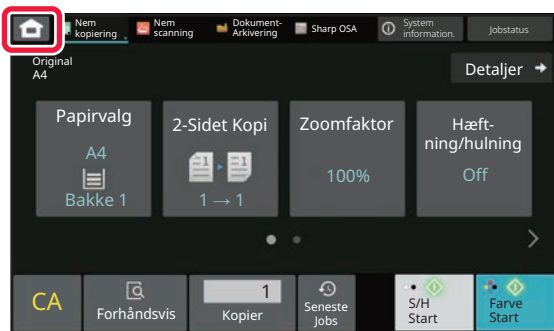 Nem
kopiering
Nem
scanning
Dokument-
Arkivering
Sharp OSA
System
information.
Jobstatus
Original
A4
Detaljer
Papirvalg
A4
Bakke 1
2-Sidet Kopi
1
1
1 → 1
Zoomfaktor
100%
Hæft-
ning/hulning
Off
CA
Forhåndsvis
1
Kopier
Seneste
Jobs
S/H
Start
Farve
Start